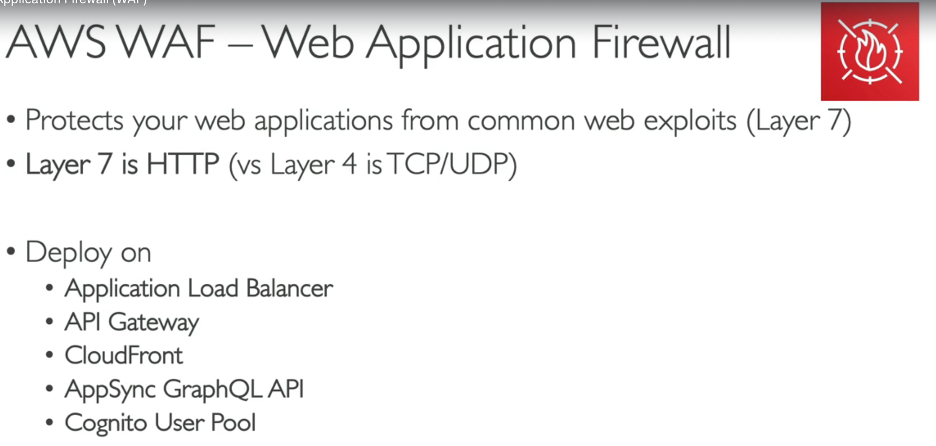 Application Firewall (WAF)
AWS WAF – Web Application Firewall
• Protects your web applications from common web exploits (Layer 7)
• Layer 7 is HTTP (vs Layer 4 is TCP/UDP)
• Deploy on
• Application Load Balancer
• API Gateway
• CloudFront
• AppSync GraphQL API
• Cognito User Pool